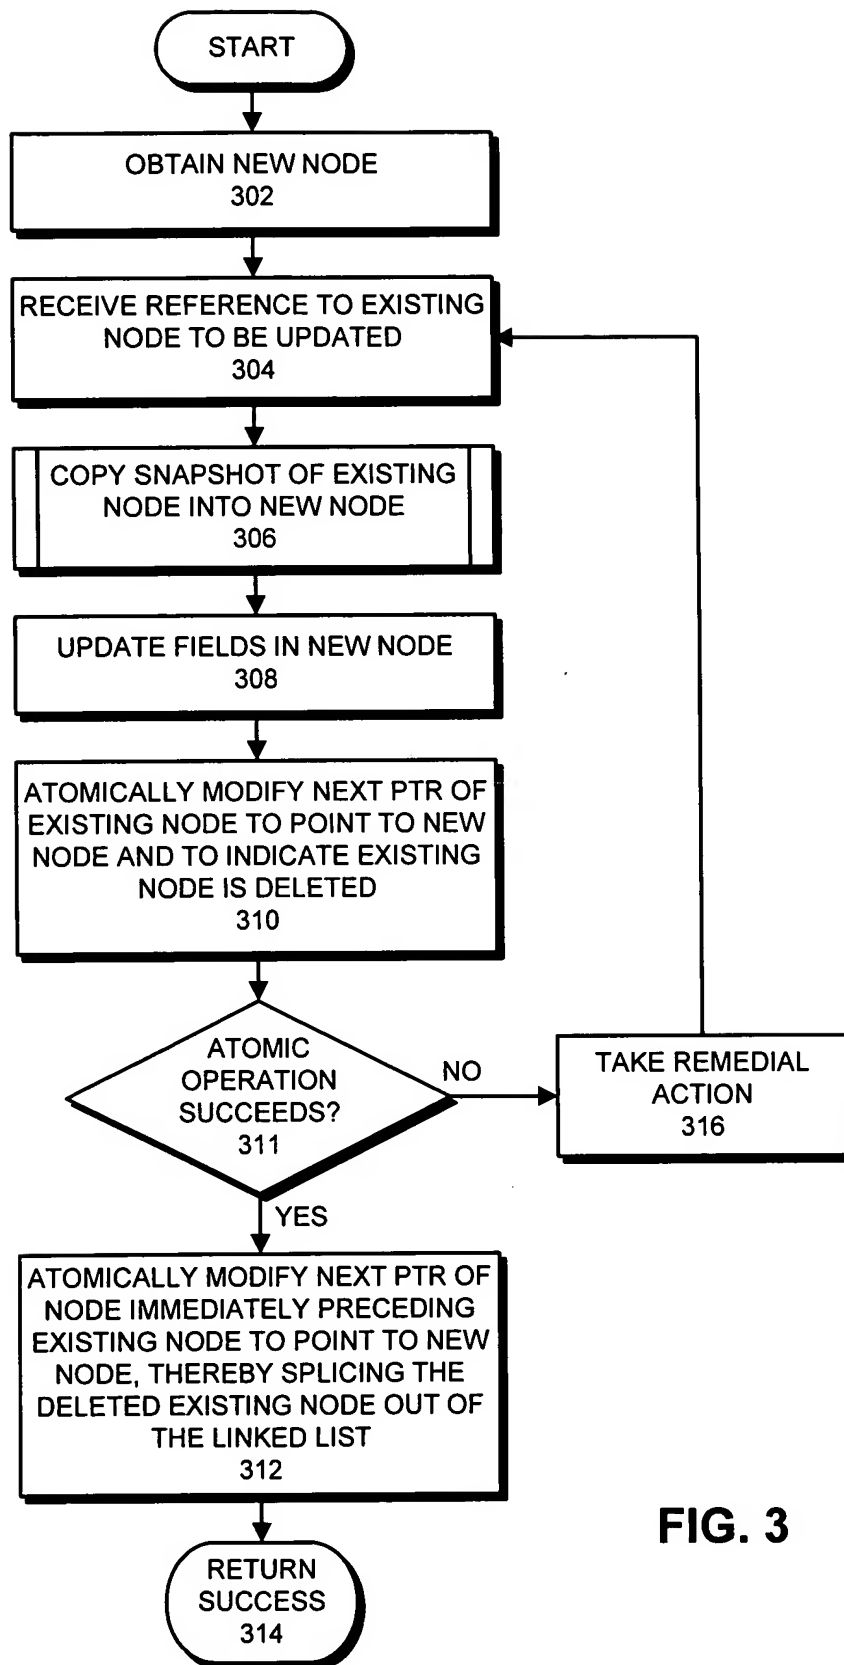 START
OBTAIN NEW NODE
302
RECEIVE REFERENCE TO EXISTING
NODE TO BE UPDATED
304
COPY SNAPSHOT OF EXISTING
NODE INTO NEW NODE
306
UPDATE FIELDS IN NEW NODE
308
ATOMICALLY MODIFY NEXT PTR OF
EXISTING NODE TO POINT TO NEW
NODE AND TO INDICATE EXISTING
NODE IS DELETED
310
ATOMIC
OPERATION
SUCCEEDS?
311
NO
TAKE REMEDIAL
ACTION
316
YES
ATOMICALLY MODIFY NEXT PTR OF
NODE IMMEDIATELY PRECEDING
EXISTING NODE TO POINT TO NEW
NODE, THEREBY SPLICING THE
DELETED EXISTING NODE OUT OF
THE LINKED LIST
312
RETURN
SUCCESS
314
FIG. 3